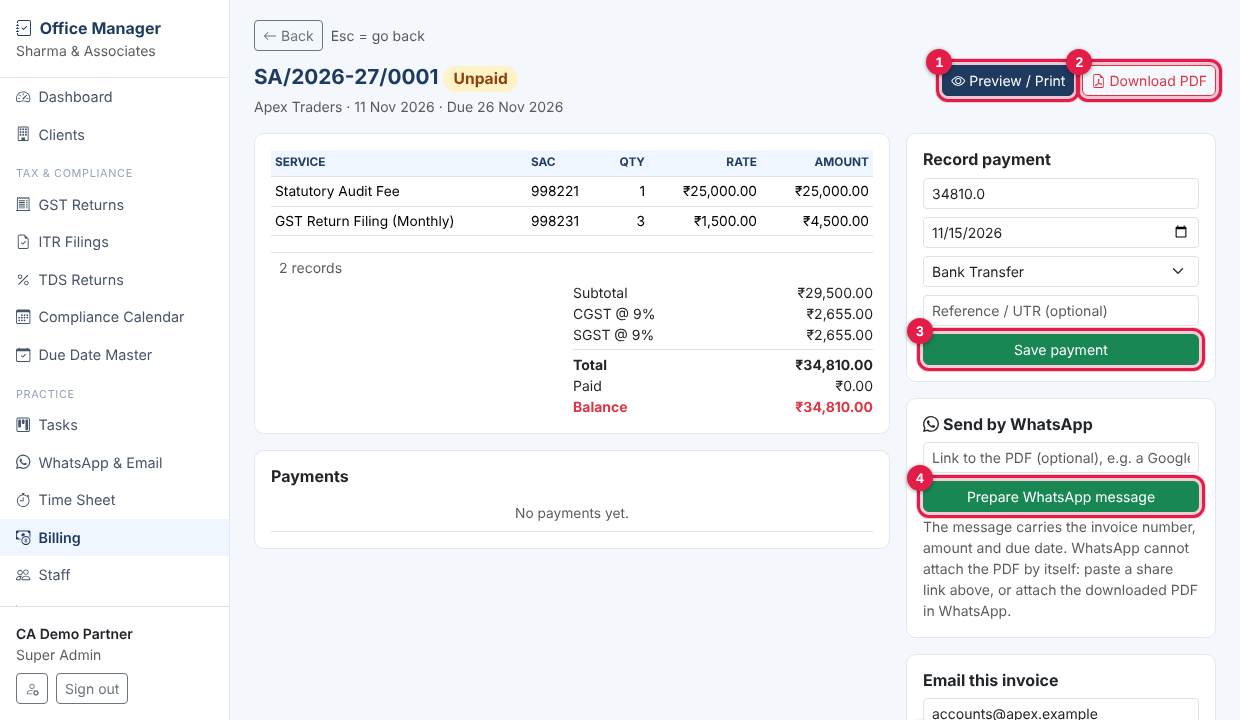 Office Manager
Sharma & Associates
Dashboard
Clients
TAX & COMPLIANCE
GST Returns
ITR Filings
TDS Returns
Compliance Calendar
Due Date Master
PRACTICE
Tasks
WhatsApp & Email
Time Sheet
Billing
Staff
CA Demo Partner
Super Admin
Sign out
← Back Esc = go back
SA/2026-27/0001 Unpaid
Apex Traders · 11 Nov 2026 · Due 26 Nov 2026
1 Preview / Print 2 Download PDF
SERVICE SAC QTY RATE AMOUNT
Statutory Audit Fee 998221 1 ₹25,000.00 ₹25,000.00
GST Return Filing (Monthly) 998231 3 ₹1,500.00 ₹4,500.00
2 records
Subtotal ₹29,500.00
CGST @ 9% ₹2,655.00
SGST @ 9% ₹2,655.00
Total ₹34,810.00
Paid ₹0.00
Balance ₹34,810.00
Payments
No payments yet.
Record payment
34810.0
11/15/2026
Bank Transfer
Reference / UTR (optional)
3 Save payment
Send by WhatsApp
Link to the PDF (optional), e.g. a Google
4 Prepare WhatsApp message
The message carries the invoice number,
amount and due date. WhatsApp cannot
attach the PDF by itself: paste a share
link above, or attach the downloaded PDF
in WhatsApp.
Email this invoice
accounts@apex.example